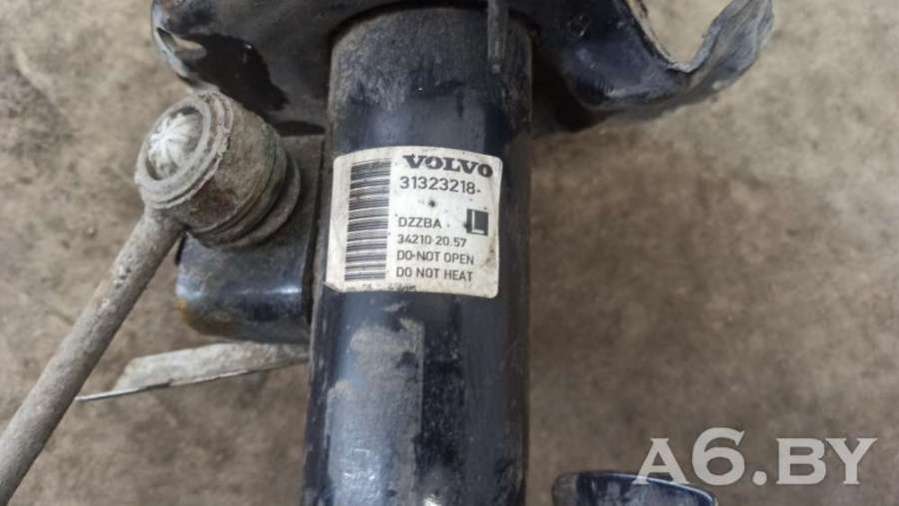 VOLVO
31323218
DZZBA L
34210 20.57
DO NOT OPEN
DO NOT HEAT
A6.BY